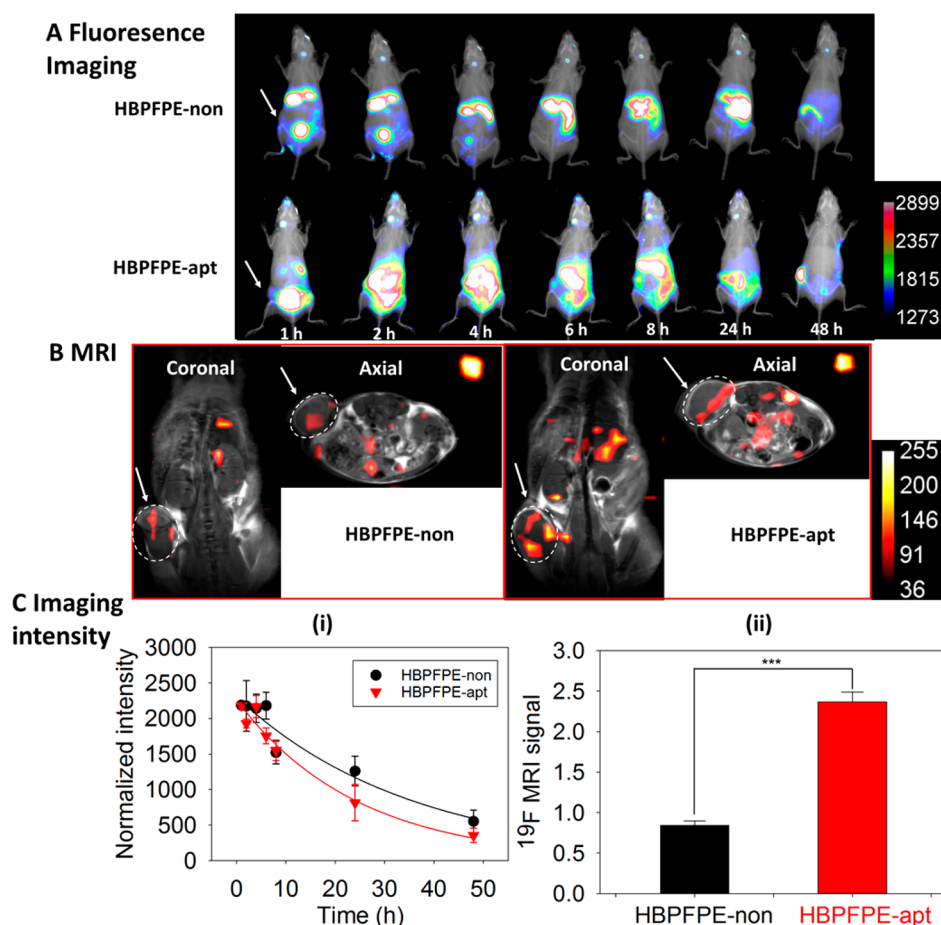 A Fluoresence
Imaging
HBPFPE-non
HBPFPE-apt
1 h 2 h 4 h 6 h 8 h 24 h 48 h
2899
2357
1815
1273
B MRI
Coronal
Axial
HBPFPE-non
Coronal
Axial
HBPFPE-apt
255
200
146
91
36
C Imaging
intensity
(i)
Normalized intensity
3000
2500
2000
1500
1000
500
0
HBPFPE-non
HBPFPE-apt
0 10 20 30 40 50
Time (h)
(ii)
19F MRI signal
3.0
2.5
2.0
1.5
1.0
0.5
0.0
***
HBPFPE-non HBPFPE-apt